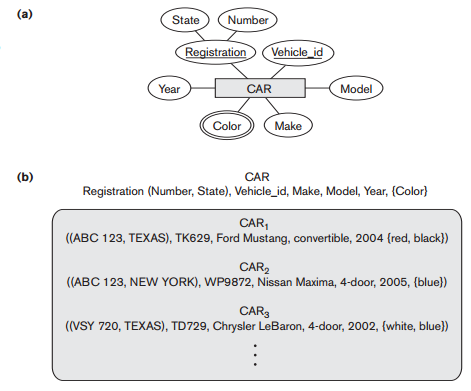 (a)
State
Number
Registration
Vehicle_id
Year
CAR
Model
Color
Make
(b)
CAR
Registration (Number, State), Vehicle_id, Make, Model, Year, {Color}
CAR1
((ABC 123, TEXAS), TK629, Ford Mustang, convertible, 2004 {red, black})
CAR2
((ABC 123, NEW YORK), WP9872, Nissan Maxima, 4-door, 2005, {blue})
CAR3
((VSY 720, TEXAS), TD729, Chrysler LeBaron, 4-door, 2002, {white, blue})